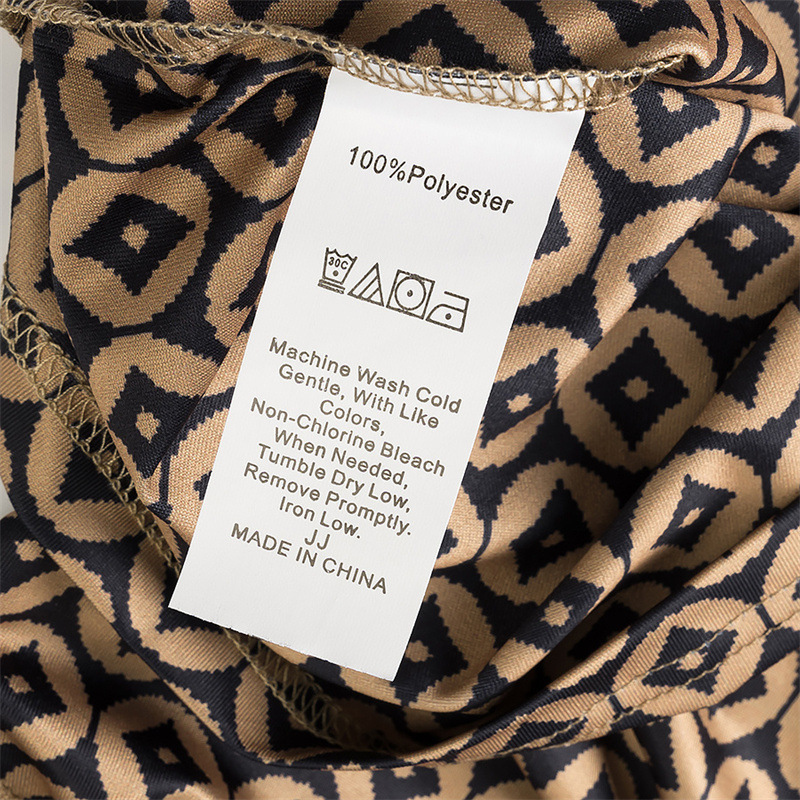 100%Polyester
30C
Machine Wash Cold
Gentle, With Like
Colors,
Non-Chlorine Bleach
When Needed,
Tumble Dry Low,
Remove Promptly.
Iron Low.
JJ
MADE IN CHINA